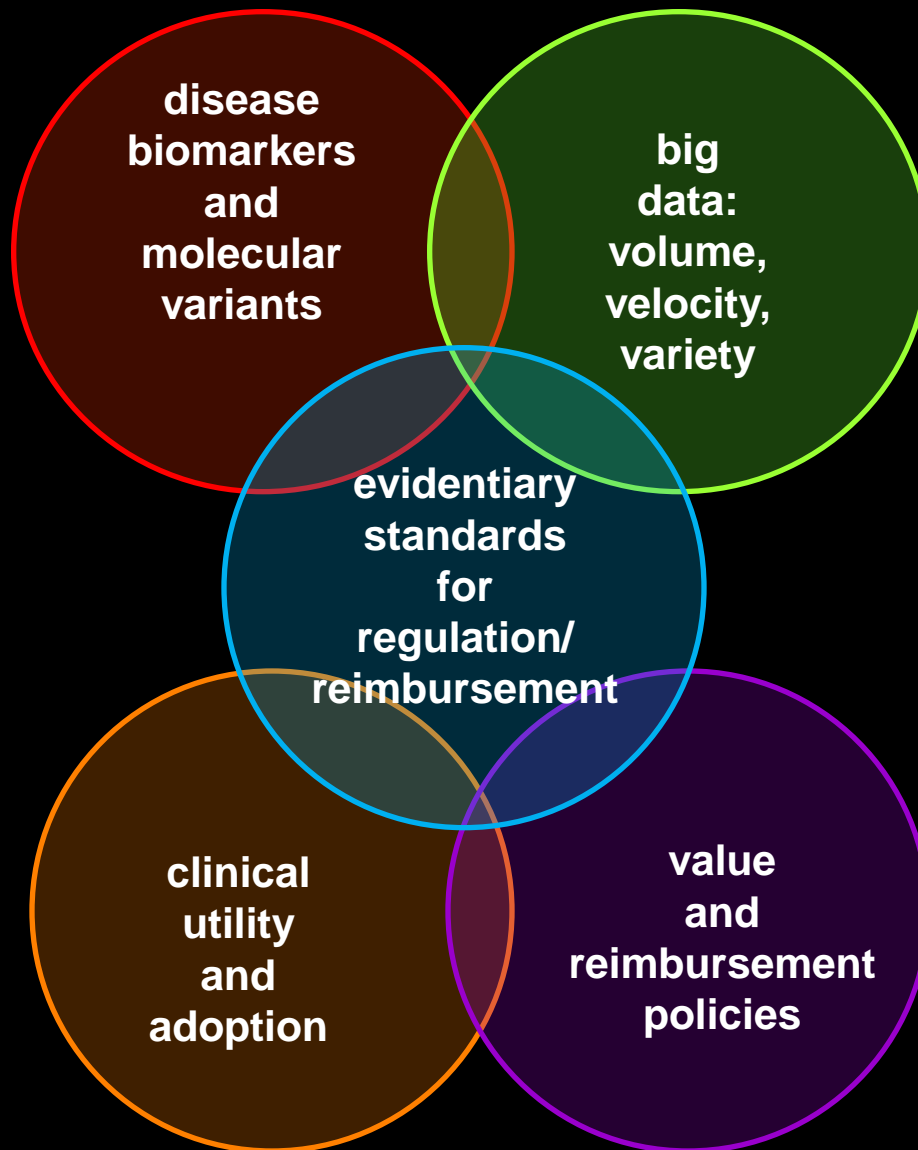 disease
biomarkers
and
molecular
variants
big
data:
volume,
velocity,
variety
evidentiary
standards
for
regulation/
reimbursement
clinical
utility
and
adoption
value
and
reimbursement
policies